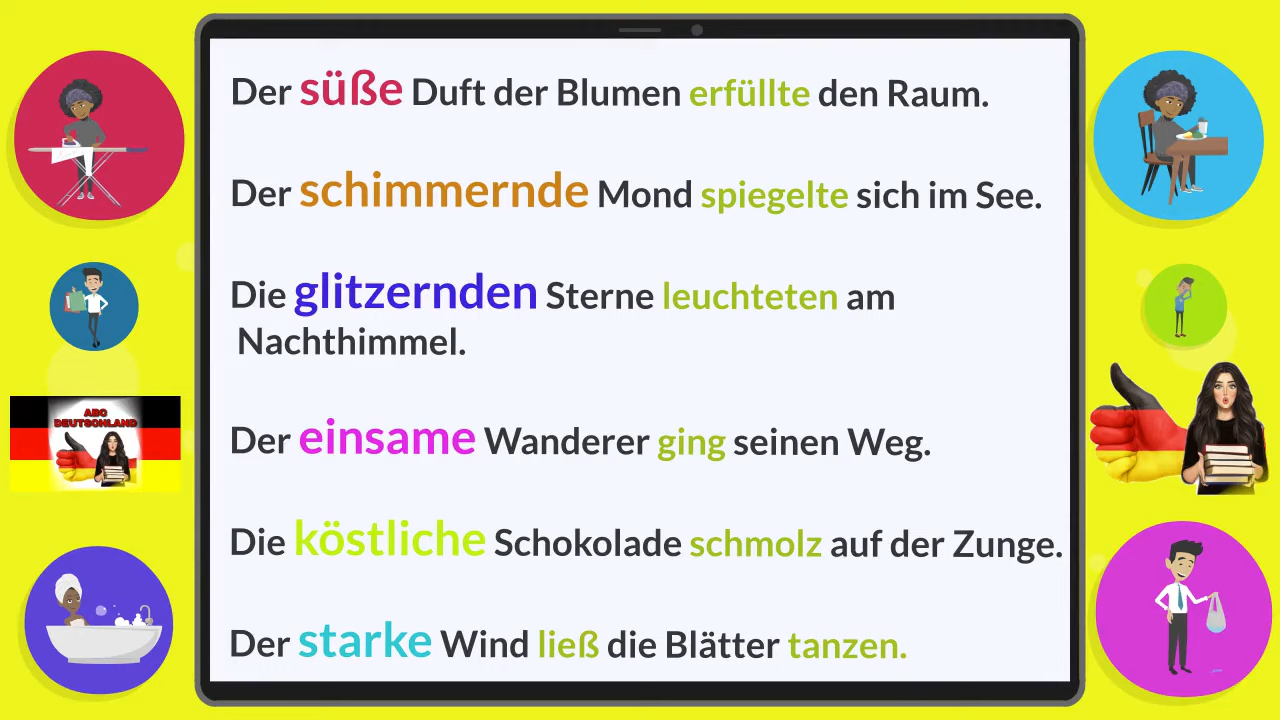 Der süße Duft der Blumen erfüllte den Raum.
Der schimmernde Mond spiegelte sich im See.
Die glitzernden Sterne leuchteten am
Nachthimmel.
Der einsame Wanderer ging seinen Weg.
Die köstliche Schokolade schmolz auf der Zunge.
Der starke Wind ließ die Blätter tanzen.
ABC
DEUTSCHLAND